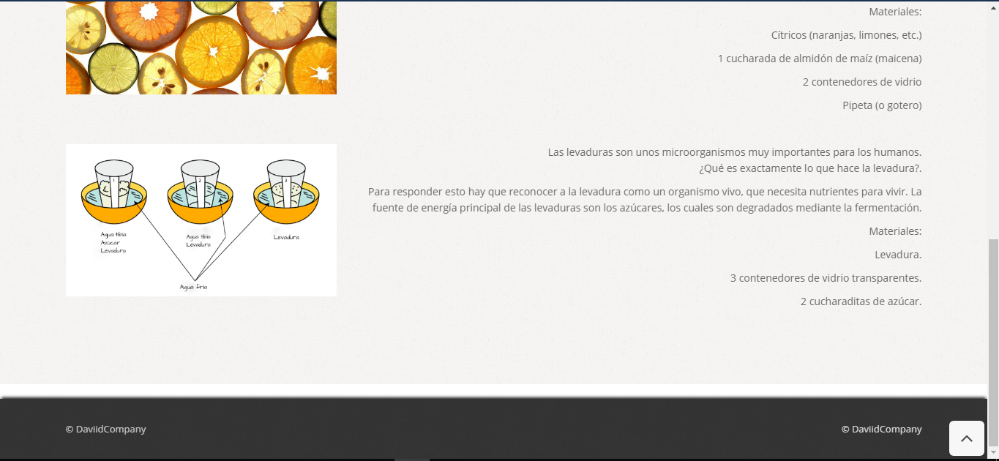 Materiales:
Cítricos (naranjas, limones, etc.)
1 cucharada de almidón de maíz (maicena)
2 contenedores de vidrio
Pipeta (o gotero)
1
2
3
Agua tibia
Azúcar
Levadura
Agua tibia
Levadura
Levadura
Agua fría
Las levaduras son unos microorganismos muy importantes para los humanos.
¿Qué es exactamente lo que hace la levadura?.
Para responder esto hay que reconocer a la levadura como un organismo vivo, que necesita nutrientes para vivir. La
fuente de energía principal de las levaduras son los azúcares, los cuales son degradados mediante la fermentación.
Materiales:
Levadura.
3 contenedores de vidrio transparentes.
2 cucharaditas de azúcar.
© DaviidCompany
© DaviidCompany